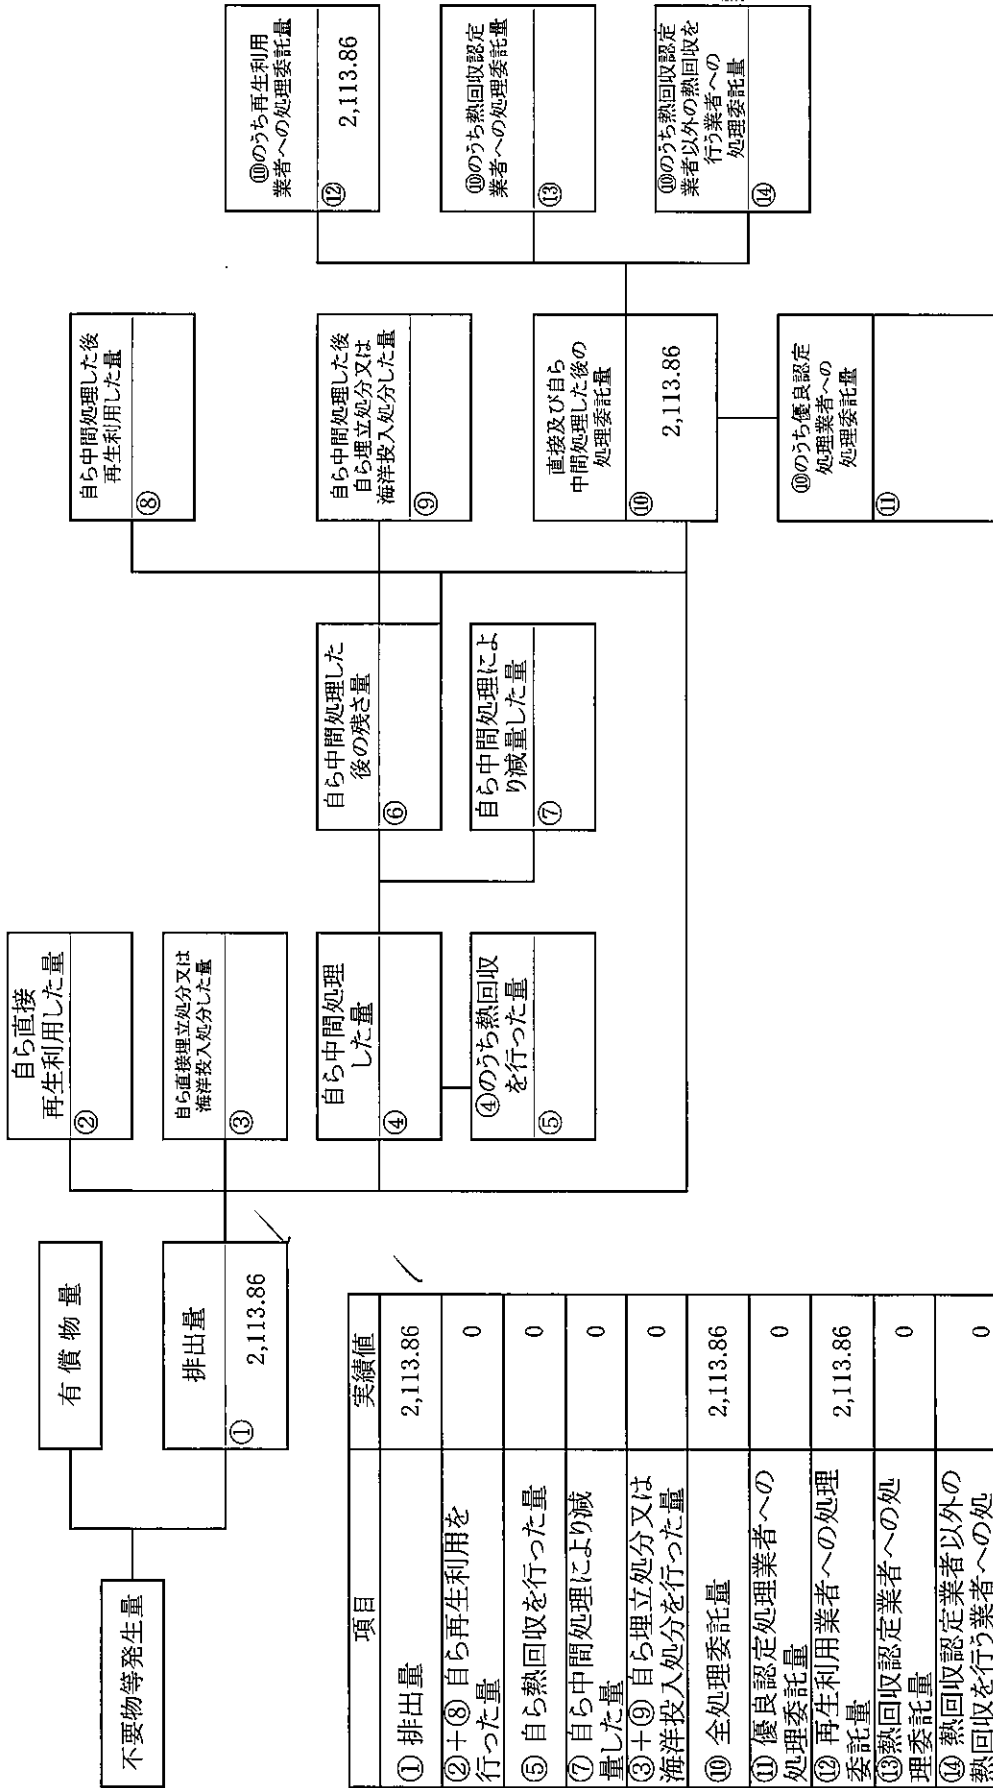 不要物等発生量
有償物量
排出量
① 2,113.86
自ら直接
再生利用した量
②
自ら直接埋立処分又は
海洋投入処分した量
③
自ら中間処理
した量
④
④のうち熱回収
を行った量
⑤
自ら中間処理した
後の残さ量
⑥
自ら中間処理によ
り減量した量
⑦
自ら中間処理した後
再生利用した量
⑧
自ら中間処理した後
自ら埋立処分又は
海洋投入処分した量
⑨
直接及び自ら
中間処理した後の
処理委託量
⑩ 2,113.86
⑩のうち優良認定
処理業者への
処理委託量
⑪
⑩のうち再生利用
業者への処理委託量
⑫ 2,113.86
⑩のうち熱回収認定
業者への処理委託量
⑬
⑩のうち熱回収認定
業者以外の熱回収を
行う業者への
処理委託量
⑭
項目 実績値
① 排出量 2,113.86
②+⑧ 自ら再生利用を
行った量 0
⑤ 自ら熱回収を行った量 0
⑦ 自ら中間処理により減
量した量 0
③+⑨ 自ら埋立処分又は
海洋投入処分を行った量 0
⑩ 全処理委託量 2,113.86
⑪ 優良認定処理業者への
処理委託量 0
⑫ 再生利用業者への処理
委託量 2,113.86
⑬熱回収認定業者への処
理委託量 0
⑭ 熱回収認定業者以外の
熱回収を行う業者への処 0